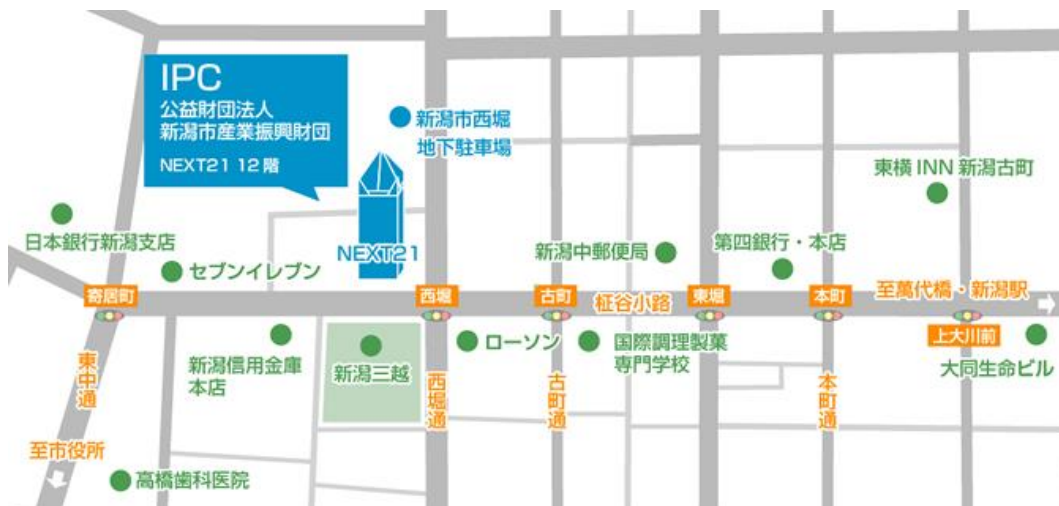 IPC
公益財団法人
新潟市産業振興財団
NEXT21 12階
新潟市西堀
地下駐車場
東横 INN 新潟古町
日本銀行新潟支店
セブンイレブン
NEXT21
新潟中郵便局
第四銀行・本店
寄居町
西堀
古町
柾谷小路
東堀
本町
至萬代橋・新潟駅
上大川前
東中通
新潟信用金庫
本店
新潟三越
西堀通
ローソン
古町通
国際調理製菓
専門学校
本町通
大同生命ビル
至市役所
高橋歯科医院